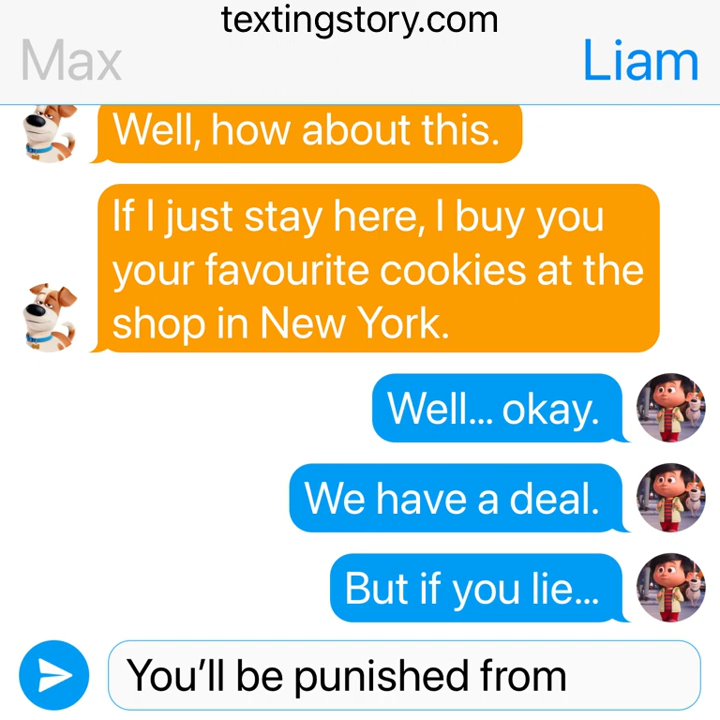 textingstory.com
Max
Liam
Well, how about this.
If I just stay here, I buy you
your favourite cookies at the
shop in New York.
Well... okay.
We have a deal.
But if you lie...
You’ll be punished from